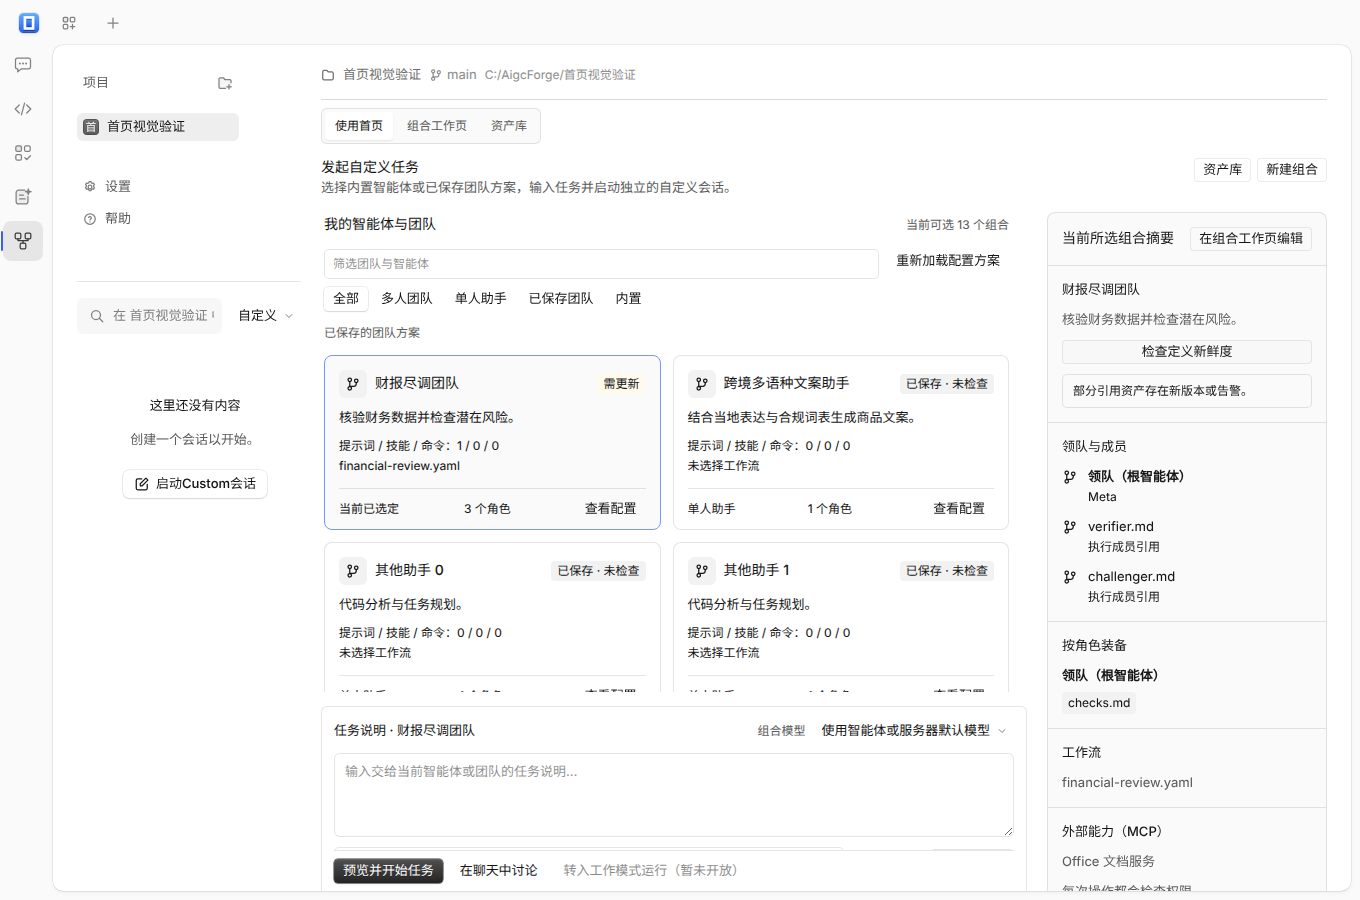 项目
首 首页视觉验证
设置
帮助
在 首页视觉验证
自定义
这里还没有内容
创建一个会话以开始。
启动Custom会话
首页视觉验证 main C:/AigcForge/首页视觉验证
使用首页 组合工作页 资产库
发起自定义任务
选择内置智能体或已保存团队方案，输入任务并启动独立的自定义会话。
资产库 新建组合
我的智能体与团队
当前可选 13 个组合
筛选团队与智能体
重新加载配置方案
全部 多人团队 单人助手 已保存团队 内置
已保存的团队方案
财报尽调团队 需更新
核验财务数据并检查潜在风险。
提示词 / 技能 / 命令：1 / 0 / 0
financial-review.yaml
当前已选定 3 个角色 查看配置
跨境多语种文案助手 已保存 · 未检查
结合当地表达与合规词表生成商品文案。
提示词 / 技能 / 命令：0 / 0 / 0
未选择工作流
单人助手 1 个角色 查看配置
其他助手 0 已保存 · 未检查
代码分析与任务规划。
提示词 / 技能 / 命令：0 / 0 / 0
未选择工作流
其他助手 1 已保存 · 未检查
代码分析与任务规划。
提示词 / 技能 / 命令：0 / 0 / 0
未选择工作流
任务说明 · 财报尽调团队
组合模型 使用智能体或服务器默认模型
输入交给当前智能体或团队的任务说明...
预览并开始任务 在聊天中讨论 转入工作模式运行（暂未开放）
当前所选组合摘要 在组合工作页编辑
财报尽调团队
核验财务数据并检查潜在风险。
检查定义新鲜度
部分引用资产存在新版本或告警。
领队与成员
领队（根智能体）
Meta
verifier.md
执行成员引用
challenger.md
执行成员引用
按角色装备
领队（根智能体）
checks.md
工作流
financial-review.yaml
外部能力（MCP）
Office 文档服务
每次操作都会检查权限